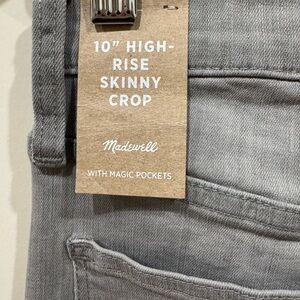 10" HIGH-
RISE
SKINNY
CROP
Madewell
WITH MAGIC POCKETS